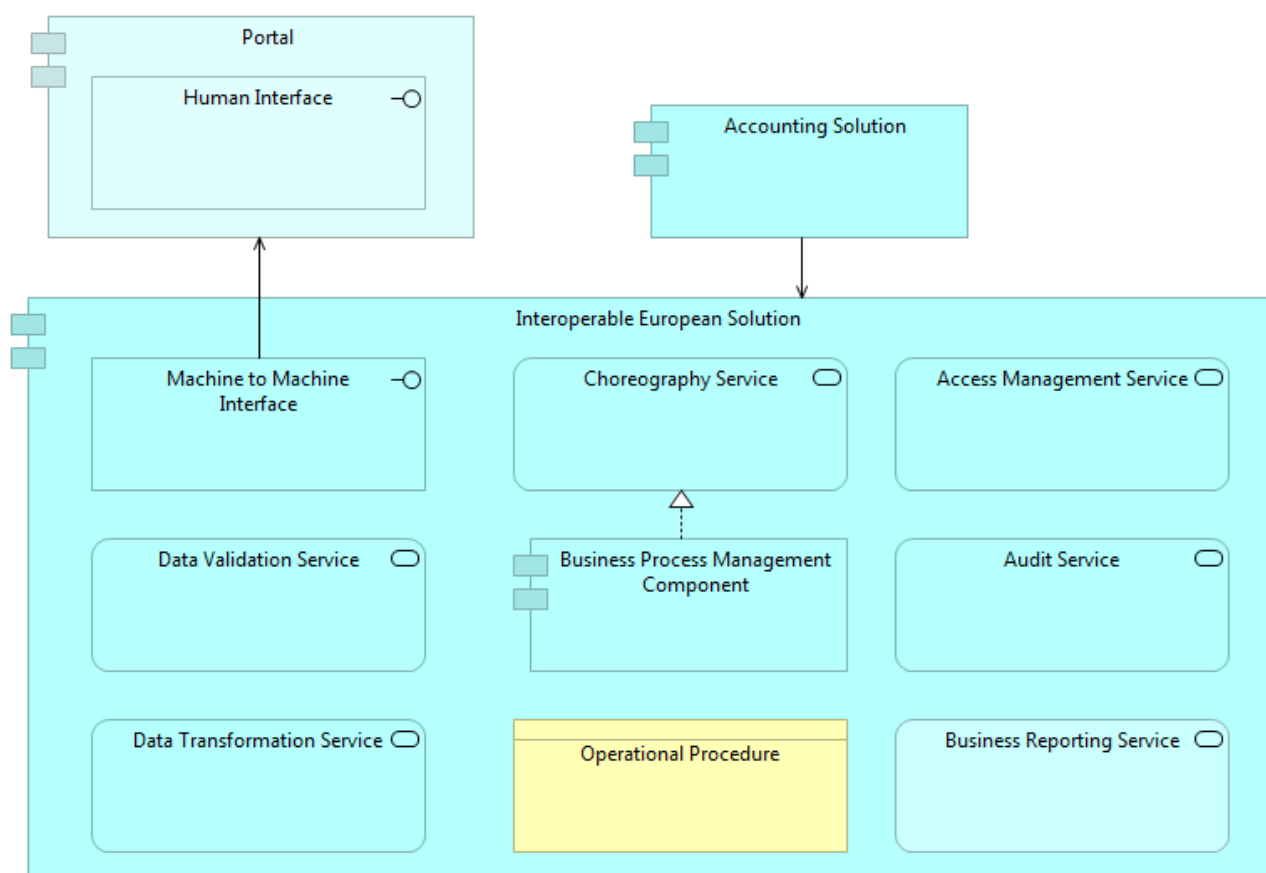 Portal
Human Interface
Accounting Solution
Interoperable European Solution
Machine to Machine
Interface
Choreography Service
Access Management Service
Data Validation Service
Business Process Management
Component
Audit Service
Data Transformation Service
Operational Procedure
Business Reporting Service